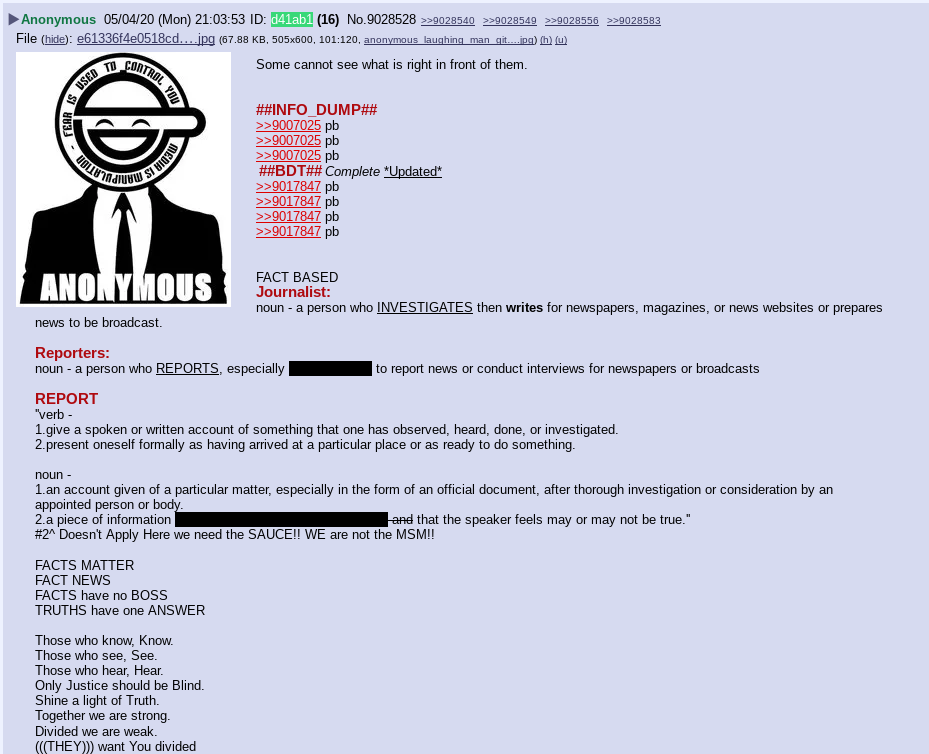 ▶Anonymous 05/04/20 (Mon) 21:03:53 ID: d41ab1 (16) No.9028528 >>9028540 >>9028549 >>9028556 >>9028583
File (hide): e61336f4e0518cd….jpg (67.88 KB, 505x600, 101:120, anonymous_laughing_man_git….jpg) (h) (u)
FEAR IS USED TO CONTROL YOU -
MEDIA IS MANIPULATION -
ANONYMOUS
Some cannot see what is right in front of them.
##INFO_DUMP##
>>9007025 pb
>>9007025 pb
>>9007025 pb
##BDT## Complete *Updated*
>>9017847 pb
>>9017847 pb
>>9017847 pb
>>9017847 pb
FACT BASED
Journalist:
noun - a person who INVESTIGATES then writes for newspapers, magazines, or news websites or prepares
news to be broadcast.
Reporters:
noun - a person who REPORTS, especially to report news or conduct interviews for newspapers or broadcasts
REPORT
"verb -
1.give a spoken or written account of something that one has observed, heard, done, or investigated.
2.present oneself formally as having arrived at a particular place or as ready to do something.
noun -
1.an account given of a particular matter, especially in the form of an official document, after thorough investigation or consideration by an
appointed person or body.
2.a piece of information and that the speaker feels may or may not be true."
#2^ Doesn't Apply Here we need the SAUCE!! WE are not the MSM!!
FACTS MATTER
FACT NEWS
FACTS have no BOSS
TRUTHS have one ANSWER
Those who know, Know.
Those who see, See.
Those who hear, Hear.
Only Justice should be Blind.
Shine a light of Truth.
Together we are strong.
Divided we are weak.
(((THEY))) want You divided